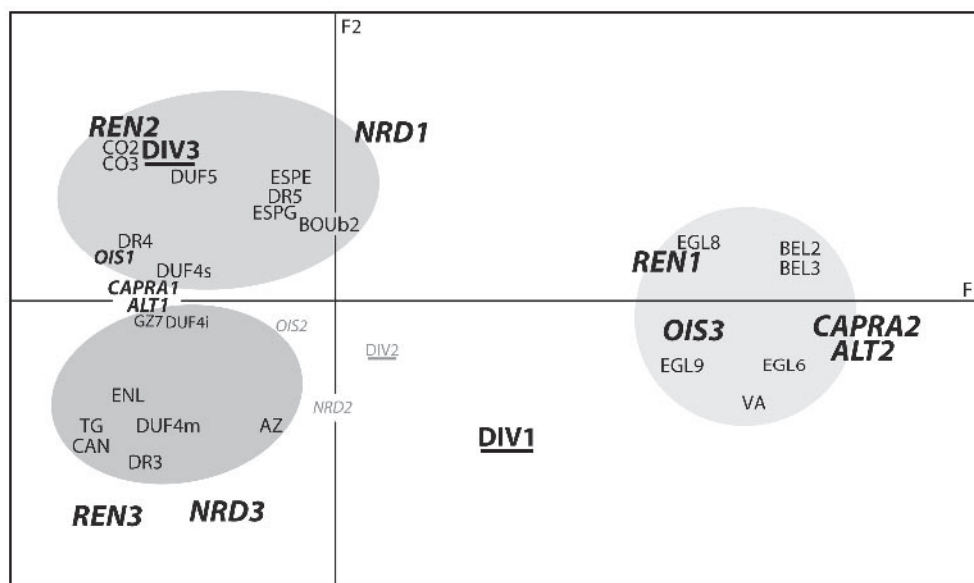 F2
REN2
NRD1
CO2
DIV3
CO3
DUF5
ESPE
DR5
ESPG
BOUb2
DR4
OIS1
DUF4s
CAPRA1
ALT1
EGL8
BEL2
REN1
BEL3
F
GZ7
DUF4i
OIS2
OIS3
CAPRA2
DIV2
ALT2
EGL9
EGL6
ENL
NRD2
VA
TG
DUF4m
AZ
CAN
DIV1
DR3
REN3
NRD3